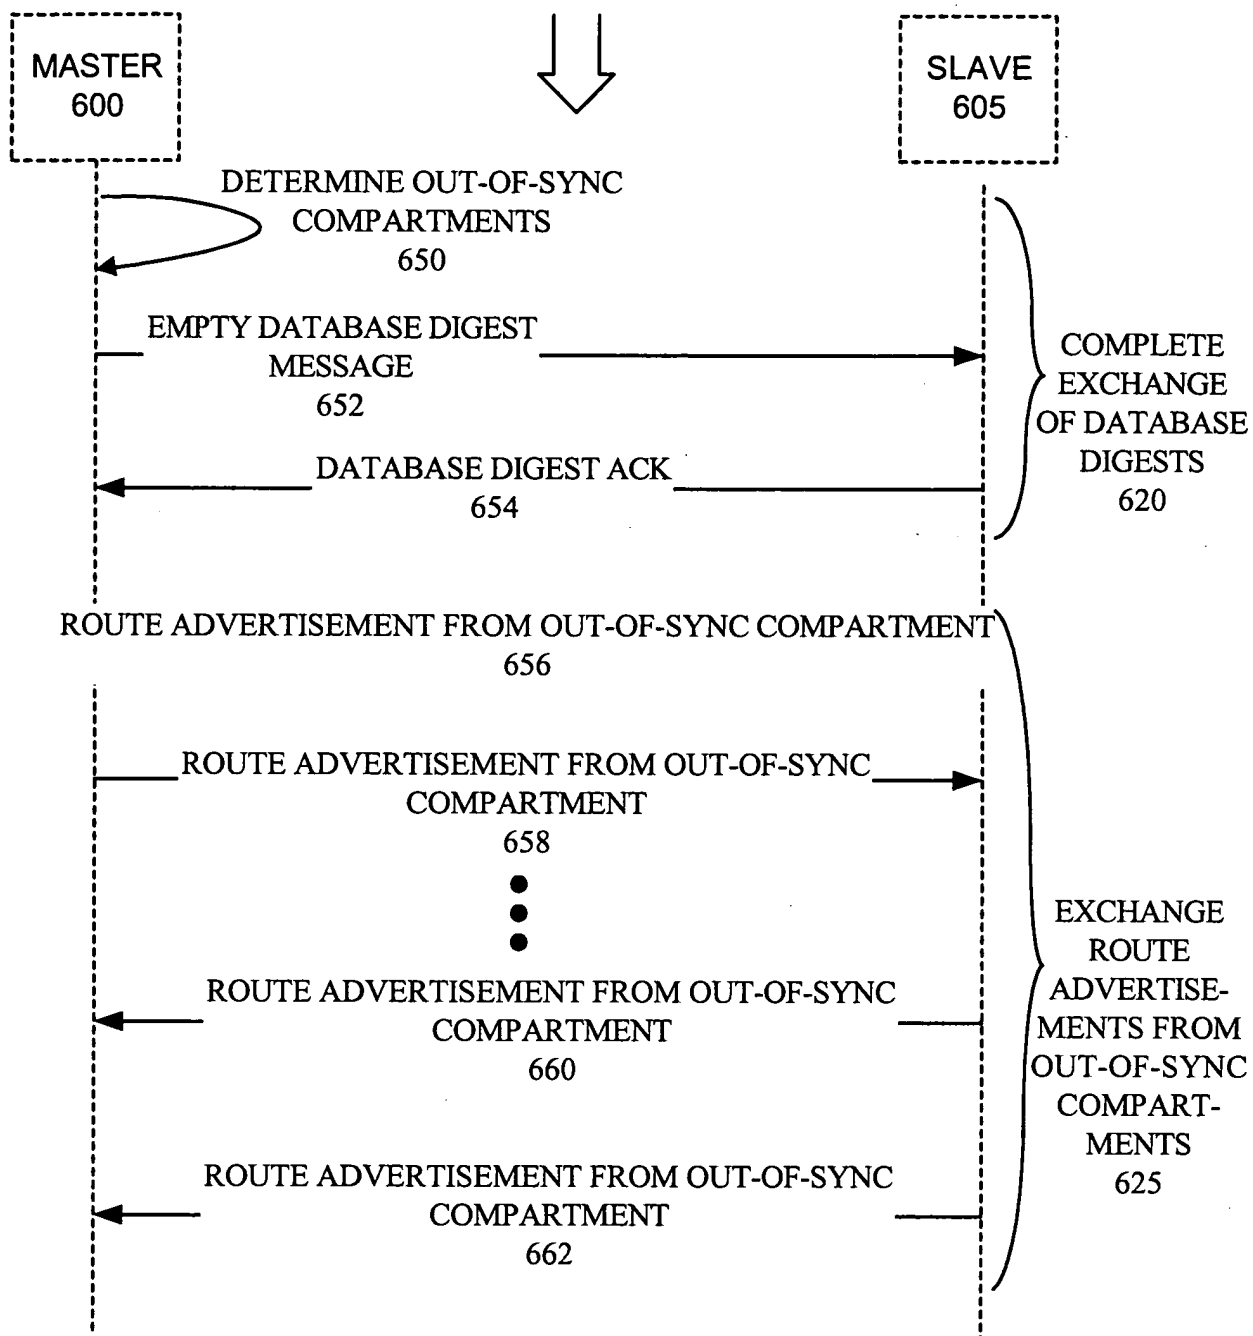 MASTER
600
SLAVE
605
DETERMINE OUT-OF-SYNC
COMPARTMENTS
650
EMPTY DATABASE DIGEST
MESSAGE
652
DATABASE DIGEST ACK
654
COMPLETE
EXCHANGE
OF DATABASE
DIGESTS
620
ROUTE ADVERTISEMENT FROM OUT-OF-SYNC COMPARTMENT
656
ROUTE ADVERTISEMENT FROM OUT-OF-SYNC
COMPARTMENT
658
ROUTE ADVERTISEMENT FROM OUT-OF-SYNC
COMPARTMENT
660
ROUTE ADVERTISEMENT FROM OUT-OF-SYNC
COMPARTMENT
662
EXCHANGE
ROUTE
ADVERTISE-
MENTS FROM
OUT-OF-SYNC
COMPART-
MENTS
625